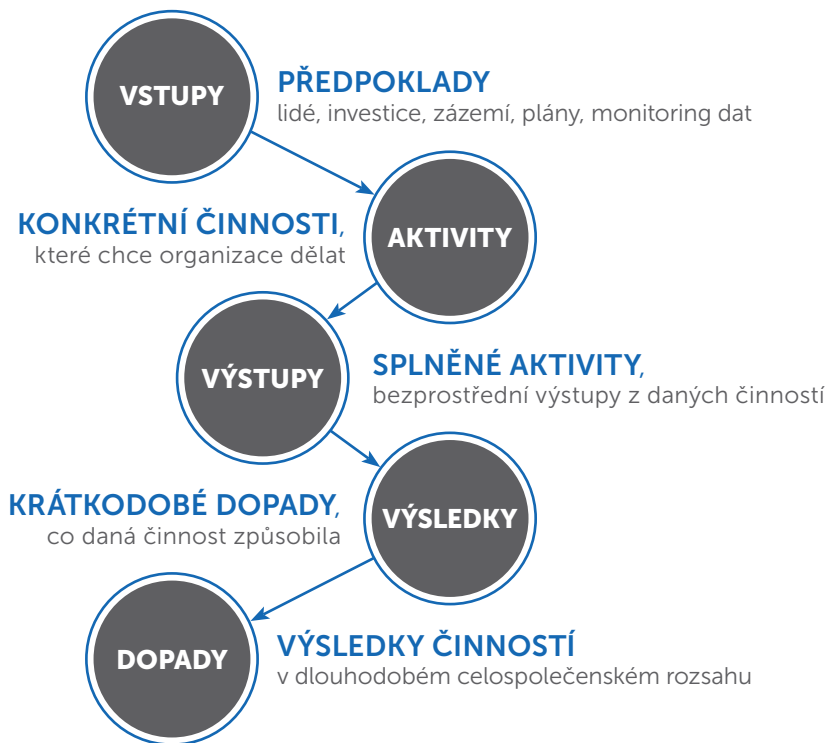 VSTUPY
PŘEDPOKLADY
lidé, investice, zázemí, plány, monitoring dat
KONKRÉTNÍ ČINNOSTI,
které chce organizace dělat
AKTIVITY
VÝSTUPY
SPLNĚNÉ AKTIVITY,
bezprostřední výstupy z daných činností
KRÁTKODOBÉ DOPADY,
co daná činnost způsobila
VÝSLEDKY
DOPADY
VÝSLEDKY ČINNOSTÍ
v dlouhodobém celospolečenském rozsahu